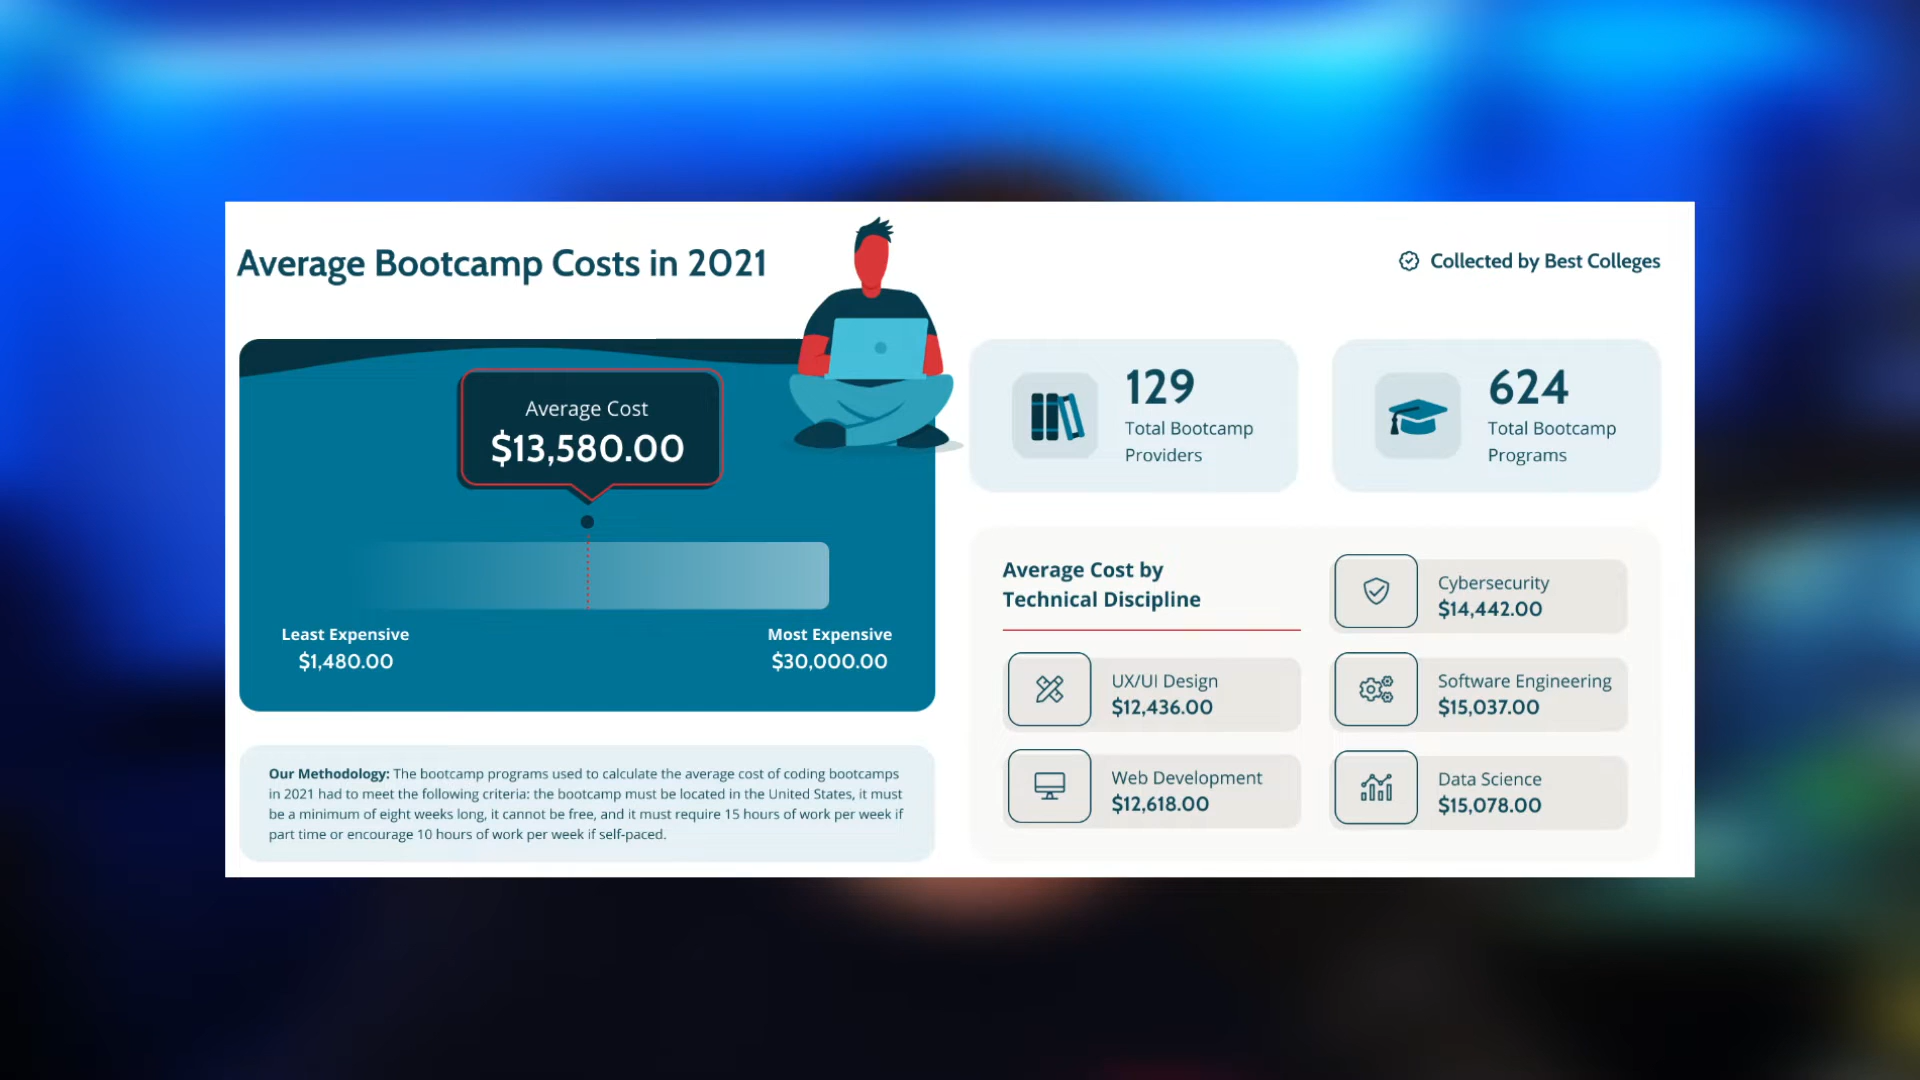 Average Bootcamp Costs in 2021
Collected by Best Colleges
Average Cost
$13,580.00
Least Expensive
$1,480.00
Most Expensive
$30,000.00
Our Methodology: The bootcamp programs used to calculate the average cost of coding bootcamps
in 2021 had to meet the following criteria: the bootcamp must be located in the United States, it must
be a minimum of eight weeks long, it cannot be free, and it must require 15 hours of work per week if
part time or encourage 10 hours of work per week if self-paced.
129
Total Bootcamp
Providers
624
Total Bootcamp
Programs
Average Cost by
Technical Discipline
Cybersecurity
$14,442.00
UX/UI Design
$12,436.00
Software Engineering
$15,037.00
Web Development
$12,618.00
Data Science
$15,078.00